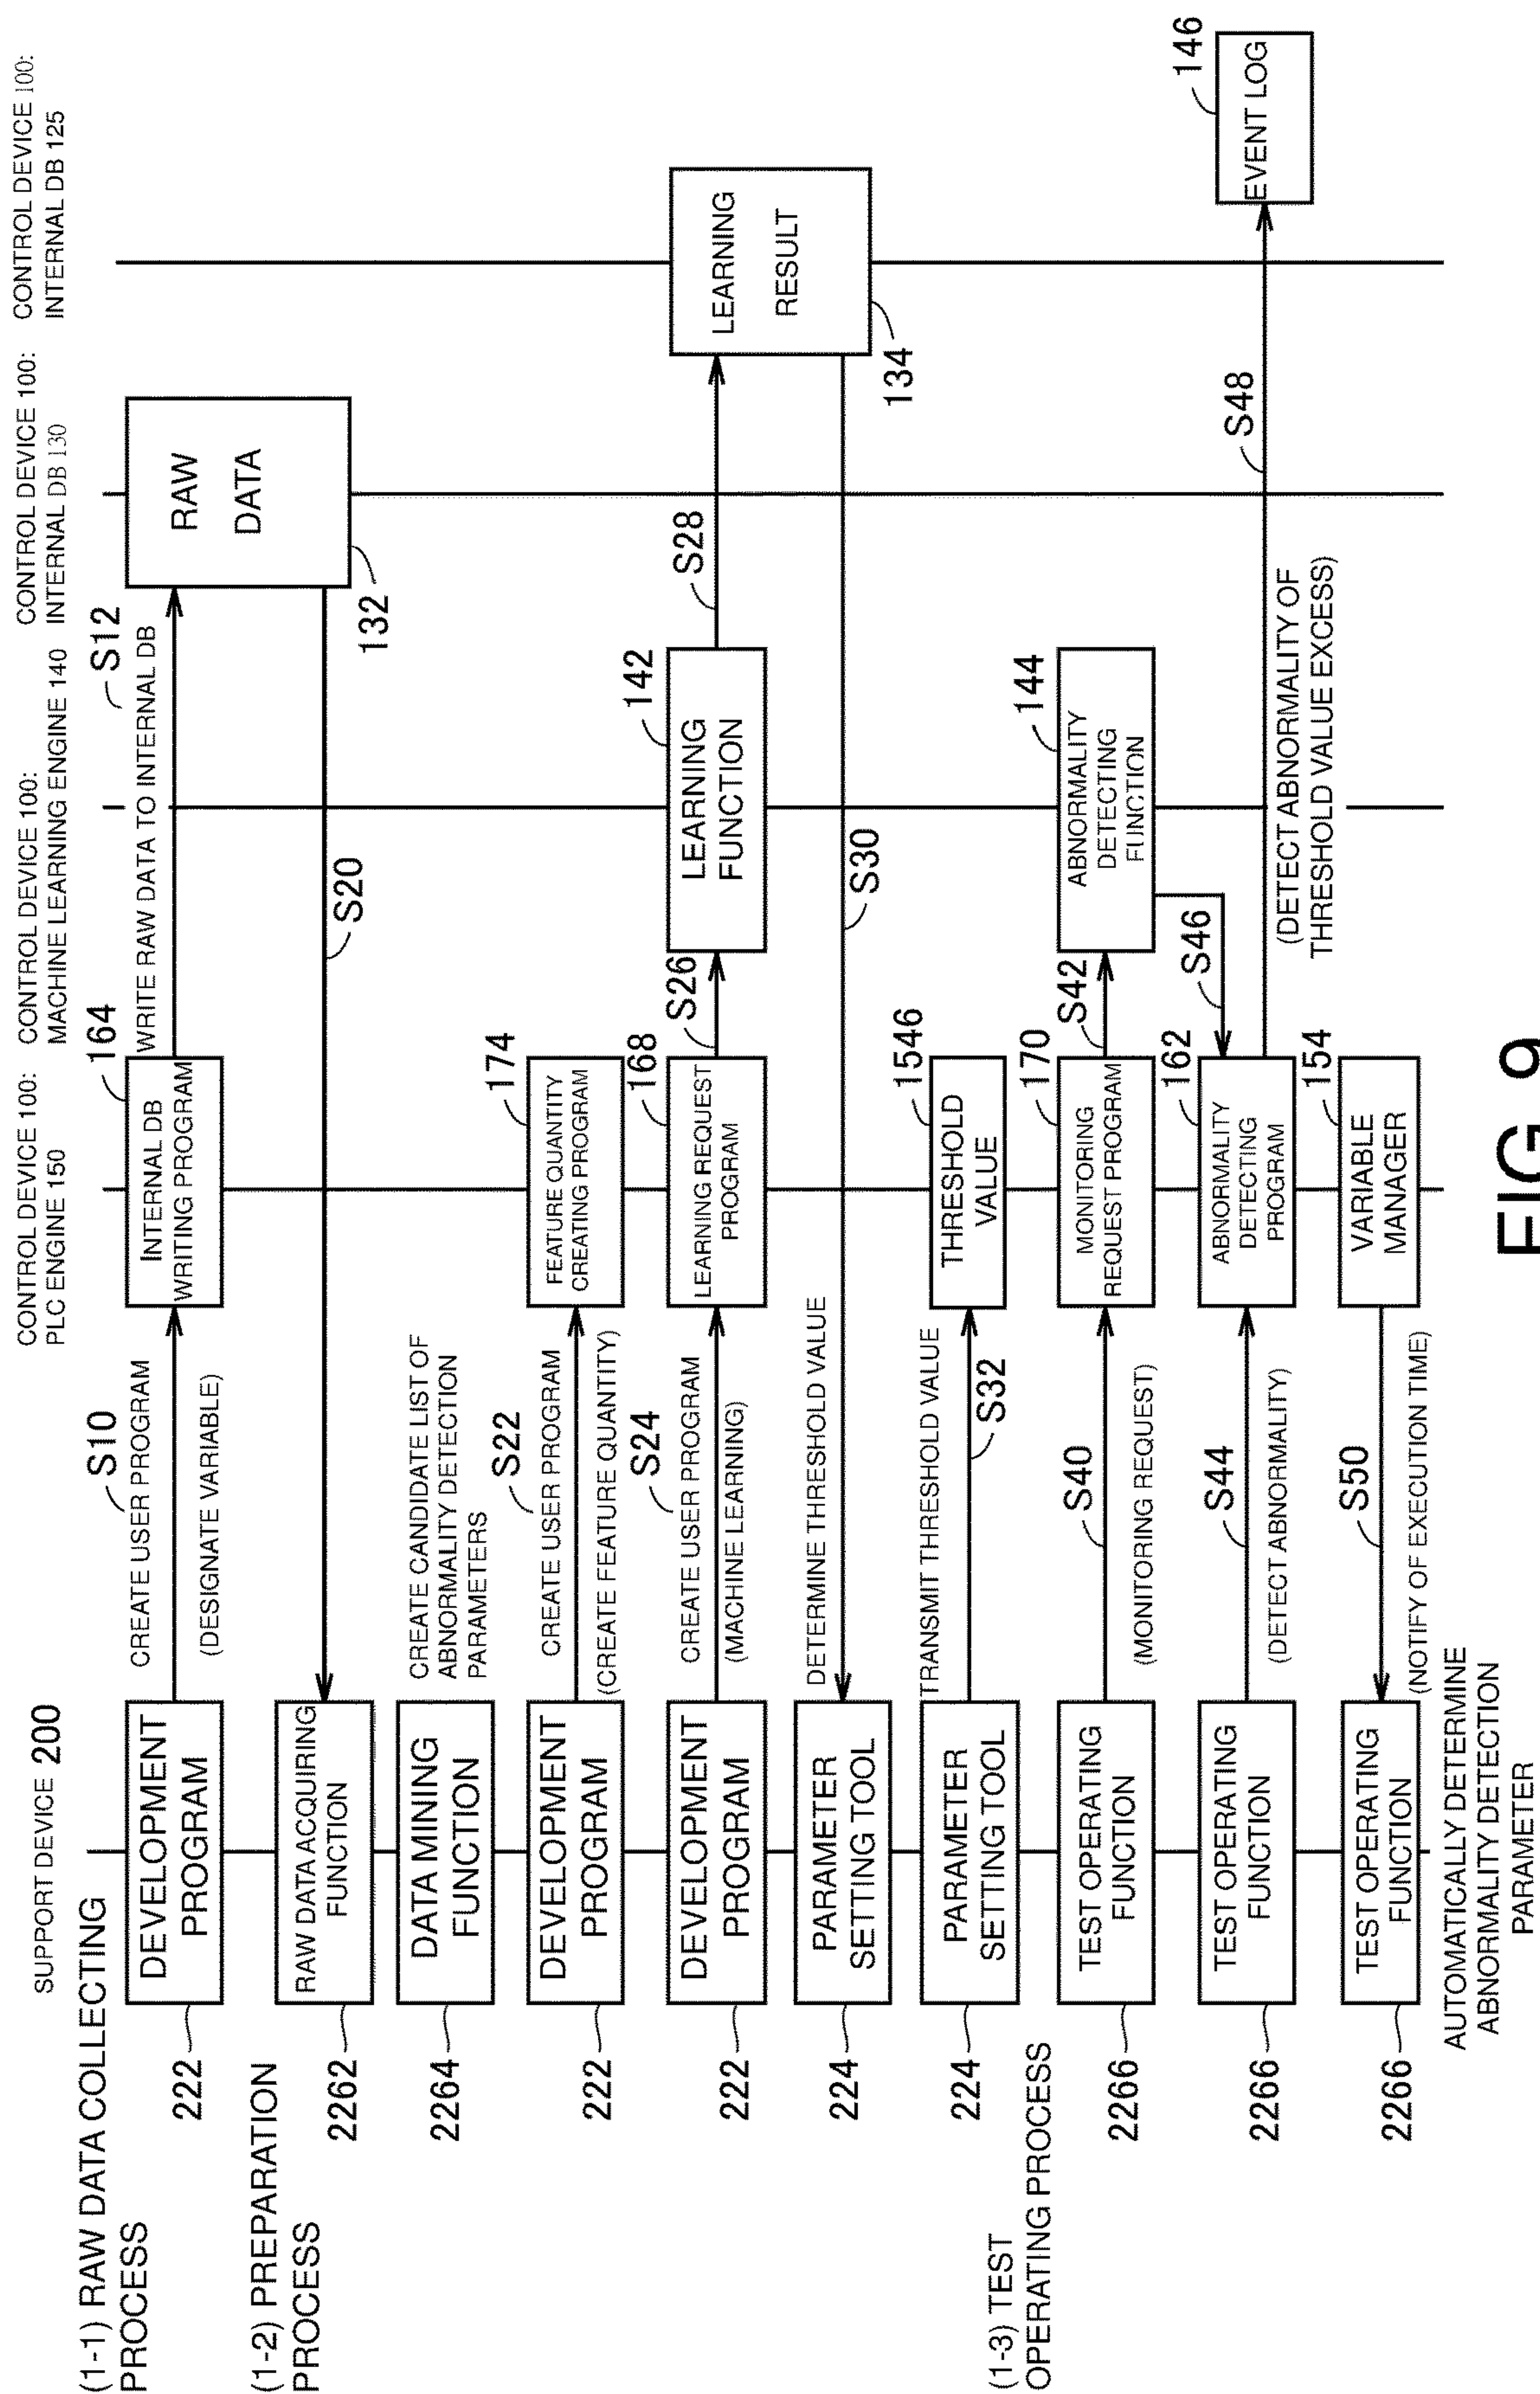 SUPPORT DEVICE 200
CONTROL DEVICE 100:
PLC ENGINE 150
CONTROL DEVICE 100:
MACHINE LEARNING ENGINE 140
CONTROL DEVICE 100:
INTERNAL DB 130
CONTROL DEVICE 100:
INTERNAL DB 125
(1-1) RAW DATA COLLECTING
PROCESS
222
DEVELOPMENT
PROGRAM
S10
CREATE USER PROGRAM
(DESIGNATE VARIABLE)
164
INTERNAL DB
WRITING PROGRAM
S12
WRITE RAW DATA TO INTERNAL DB
RAW
DATA
132
(1-2) PREPARATION
PROCESS
2262
RAW DATA ACQUIRING
FUNCTION
S20
2264
DATA MINING
FUNCTION
CREATE CANDIDATE LIST OF
ABNORMALITY DETECTION
PARAMETERS
222
DEVELOPMENT
PROGRAM
S22
CREATE USER PROGRAM
(CREATE FEATURE QUANTITY)
174
FEATURE QUANTITY
CREATING PROGRAM
222
DEVELOPMENT
PROGRAM
S24
CREATE USER PROGRAM
(MACHINE LEARNING)
168
LEARNING REQUEST
PROGRAM
S26
142
LEARNING
FUNCTION
S28
LEARNING
RESULT
134
224
PARAMETER
SETTING TOOL
DETERMINE THRESHOLD VALUE
S30
224
PARAMETER
SETTING TOOL
TRANSMIT THRESHOLD VALUE
S32
1546
THRESHOLD
VALUE
(1-3) TEST
OPERATING PROCESS
2266
TEST OPERATING
FUNCTION
S40
(MONITORING REQUEST)
170
MONITORING
REQUEST PROGRAM
S42
144
ABNORMALITY
DETECTING
FUNCTION
2266
TEST OPERATING
FUNCTION
S44
(DETECT ABNORMALITY)
162
ABNORMALITY
DETECTING
PROGRAM
S46
S48
(DETECT ABNORMALITY OF
THRESHOLD VALUE EXCESS)
146
EVENT LOG
2266
TEST OPERATING
FUNCTION
S50
(NOTIFY OF EXECUTION TIME)
154
VARIABLE
MANAGER
AUTOMATICALLY DETERMINE
ABNORMALITY DETECTION
PARAMETER
FIG. 9